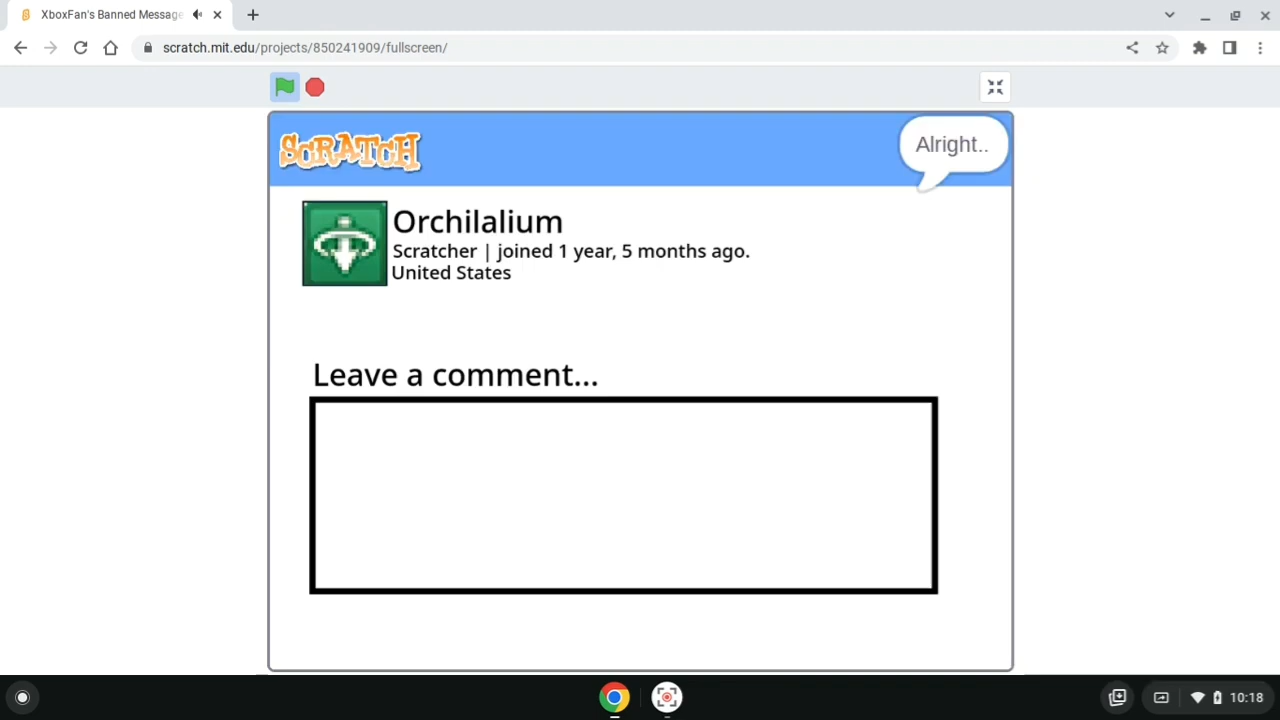 XboxFan's Banned Message
scratch.mit.edu/projects/850241909/fullscreen/
SCRATCH
Alright..
Orchilalium
Scratcher | joined 1 year, 5 months ago.
United States
Leave a comment...
10:18